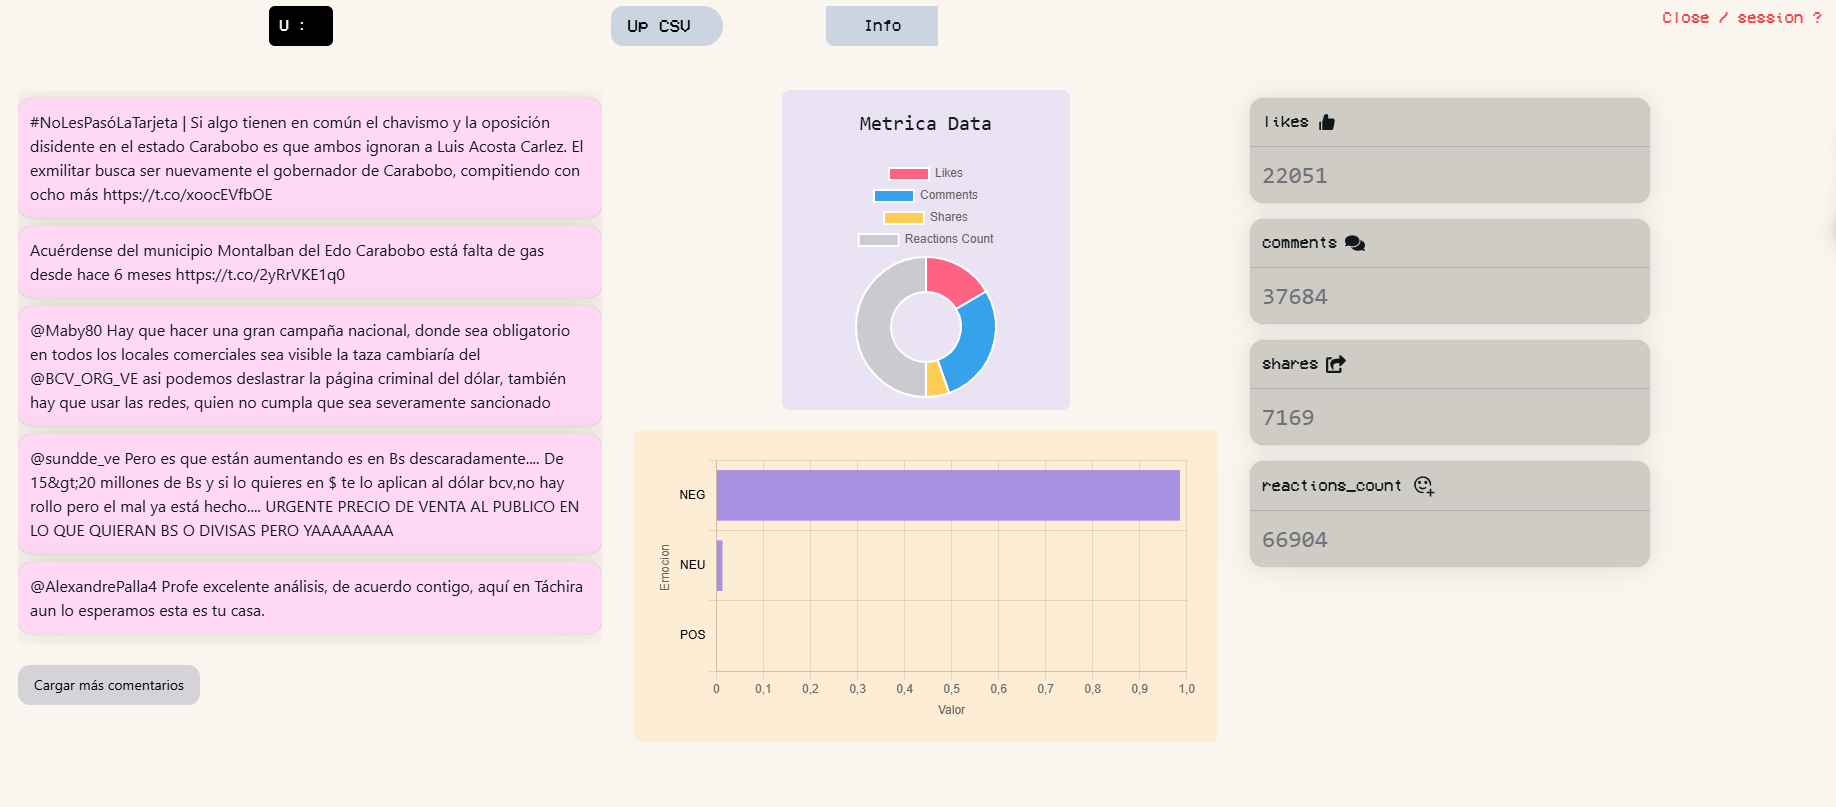 U :
Up CSV
Info
Close / session ?
#NoLesPasóLaTarjeta | Si algo tienen en común el chavismo y la oposición
disidente en el estado Carabobo es que ambos ignoran a Luis Acosta Carlez. El
exmilitar busca ser nuevamente el gobernador de Carabobo, compitiendo con
ocho más https://t.co/xoocEVfbOE
Acuérdense del municipio Montalban del Edo Carabobo está falta de gas
desde hace 6 meses https://t.co/2yRrVKE1q0
@Maby80 Hay que hacer una gran campaña nacional, donde sea obligatorio
en todos los locales comerciales sea visible la taza cambiaría del
@BCV_ORG_VE asi podemos deslastrar la página criminal del dólar, también
hay que usar las redes, quien no cumpla que sea severamente sancionado
@sundde_ve Pero es que están aumentando es en Bs descaradamente.... De
15&gt;20 millones de Bs y si lo quieres en $ te lo aplican al dólar bcv,no hay
rollo pero el mal ya está hecho.... URGENTE PRECIO DE VENTA AL PUBLICO EN
LO QUE QUIERAN BS O DIVISAS PERO YAAAAAAAA
@AlexandrePalla4 Profe excelente análisis, de acuerdo contigo, aquí en Táchira
aun lo esperamos esta es tu casa.
Cargar más comentarios
Metrica Data
Likes
Comments
Shares
Reactions Count
Emocion
NEG
NEU
POS
0 0,1 0,2 0,3 0,4 0,5 0,6 0,7 0,8 0,9 1,0
Valor
likes
22051
comments
37684
shares
7169
reactions_count
66904